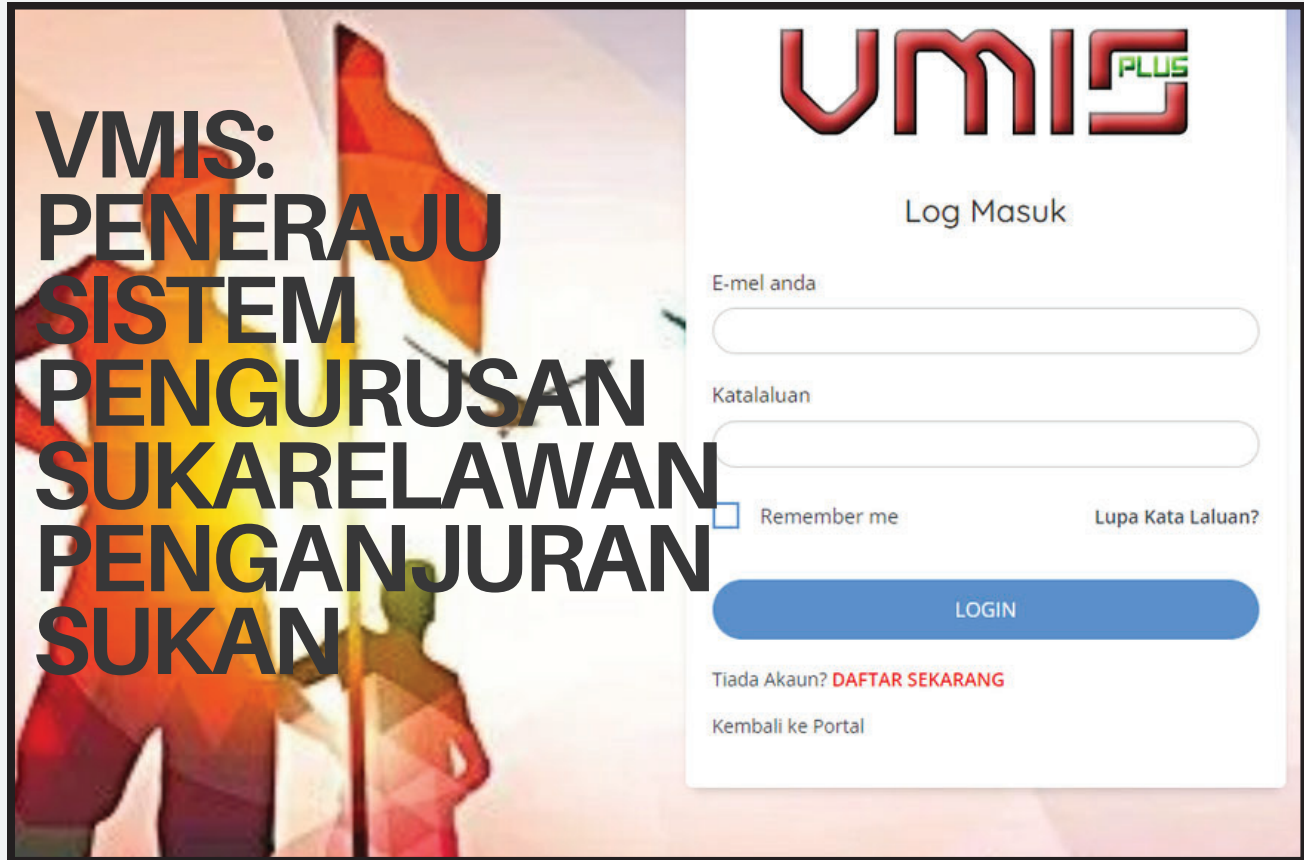 VMIS:
PENERAJU
SISTEM
PENGURUSAN
SUKARELAWAN
PENGANJURAN
SUKAN
VMIS PLUS
Log Masuk
E-mel anda
Katalaluan
Remember me
Lupa Kata Laluan?
LOGIN
Tiada Akaun? DAFTAR SEKARANG
Kembali ke Portal